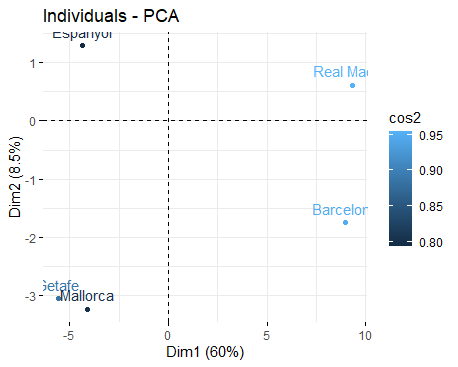 Individuals - PCA
Espanyol
Real Mad
Barcelon
Getafe
Mallorca
1
0
-1
-2
-3
-5
0
5
10
Dim1 (60%)
Dim2 (8.5%)
cos2
0.95
0.90
0.85
0.80